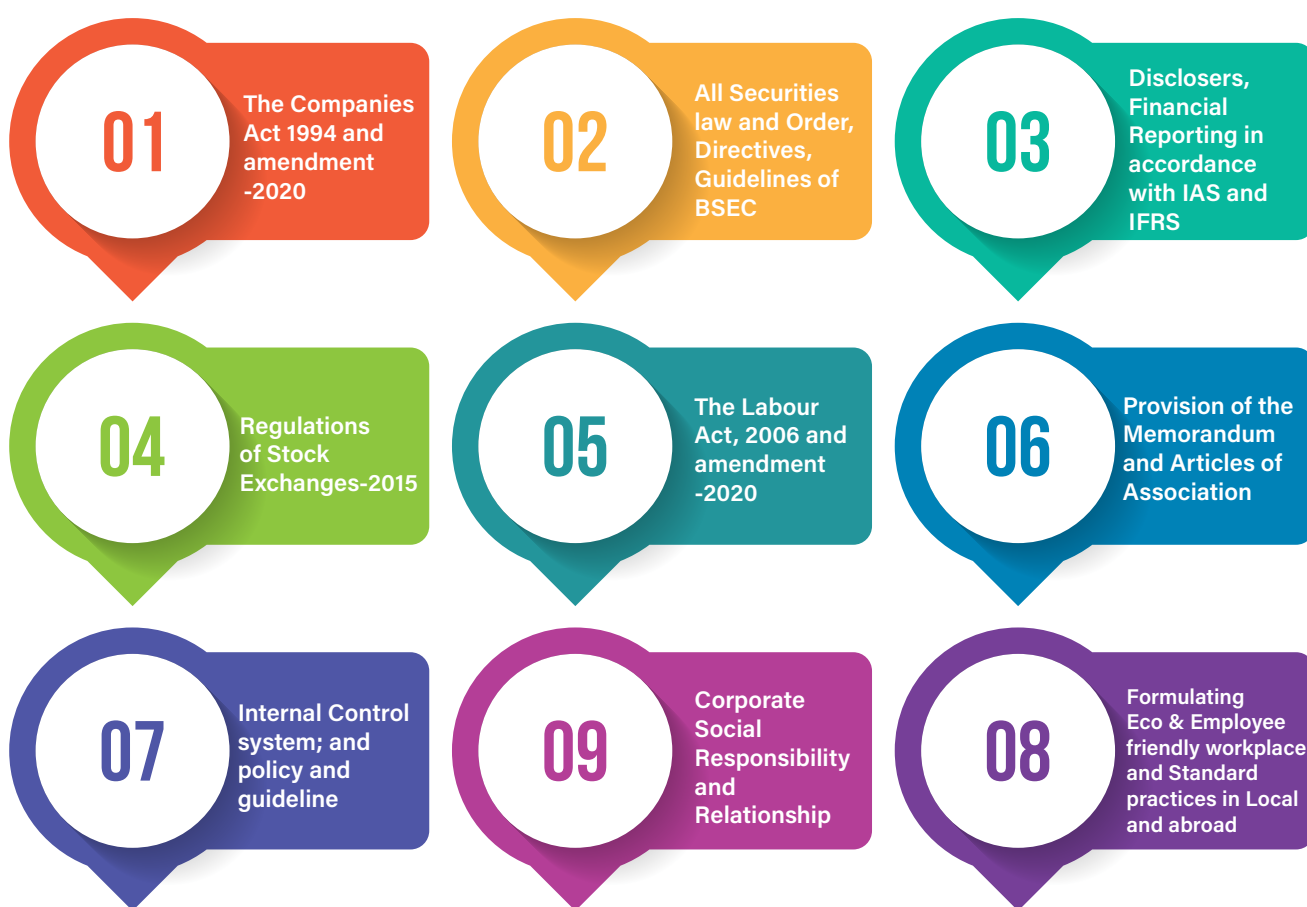 01
The Companies
Act 1994 and
amendment
-2020
02
All Securities
law and Order,
Directives,
Guidelines of
BSEC
03
Disclosers,
Financial
Reporting in
accordance
with IAS and
IFRS
04
Regulations
of Stock
Exchanges-2015
05
The Labour
Act, 2006 and
amendment
-2020
06
Provision of the
Memorandum
and Articles of
Association
07
Internal Control
system; and
policy and
guideline
09
Corporate
Social
Responsibility
and
Relationship
08
Formulating
Eco & Employee
friendly workplace
and Standard
practices in Local
and abroad